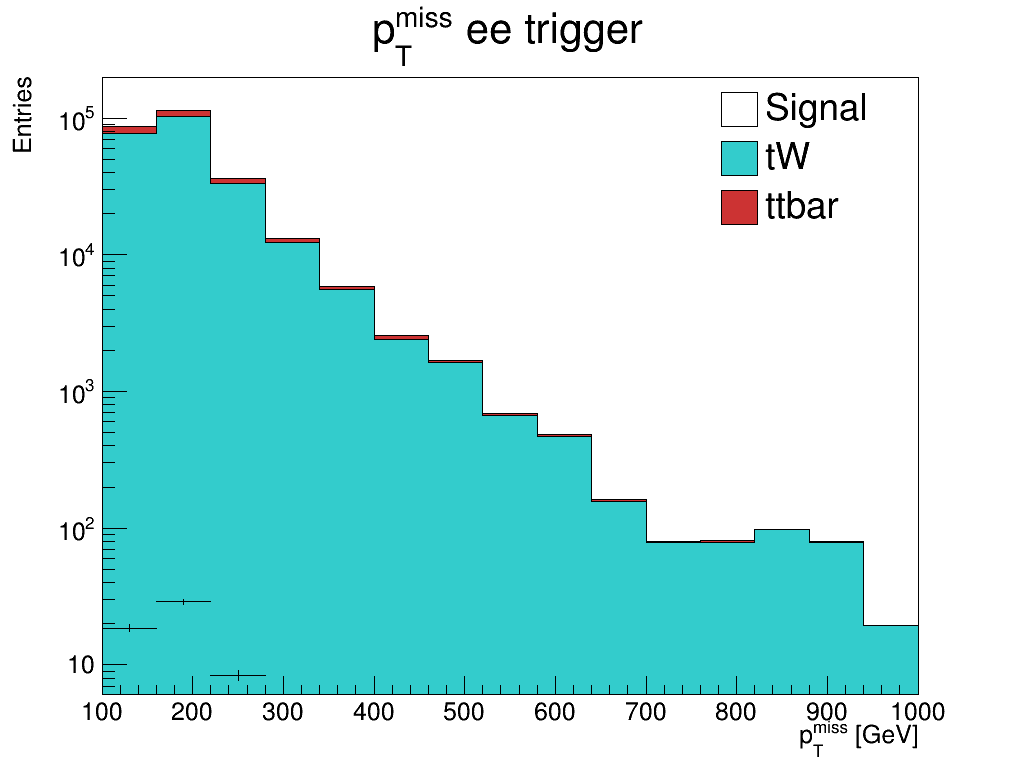 p_T^miss ee trigger
Entries
Signal
tW
ttbar
10^5
10^4
10^3
10^2
10
100 200 300 400 500 600 700 800 900 1000
p_T^miss [GeV]